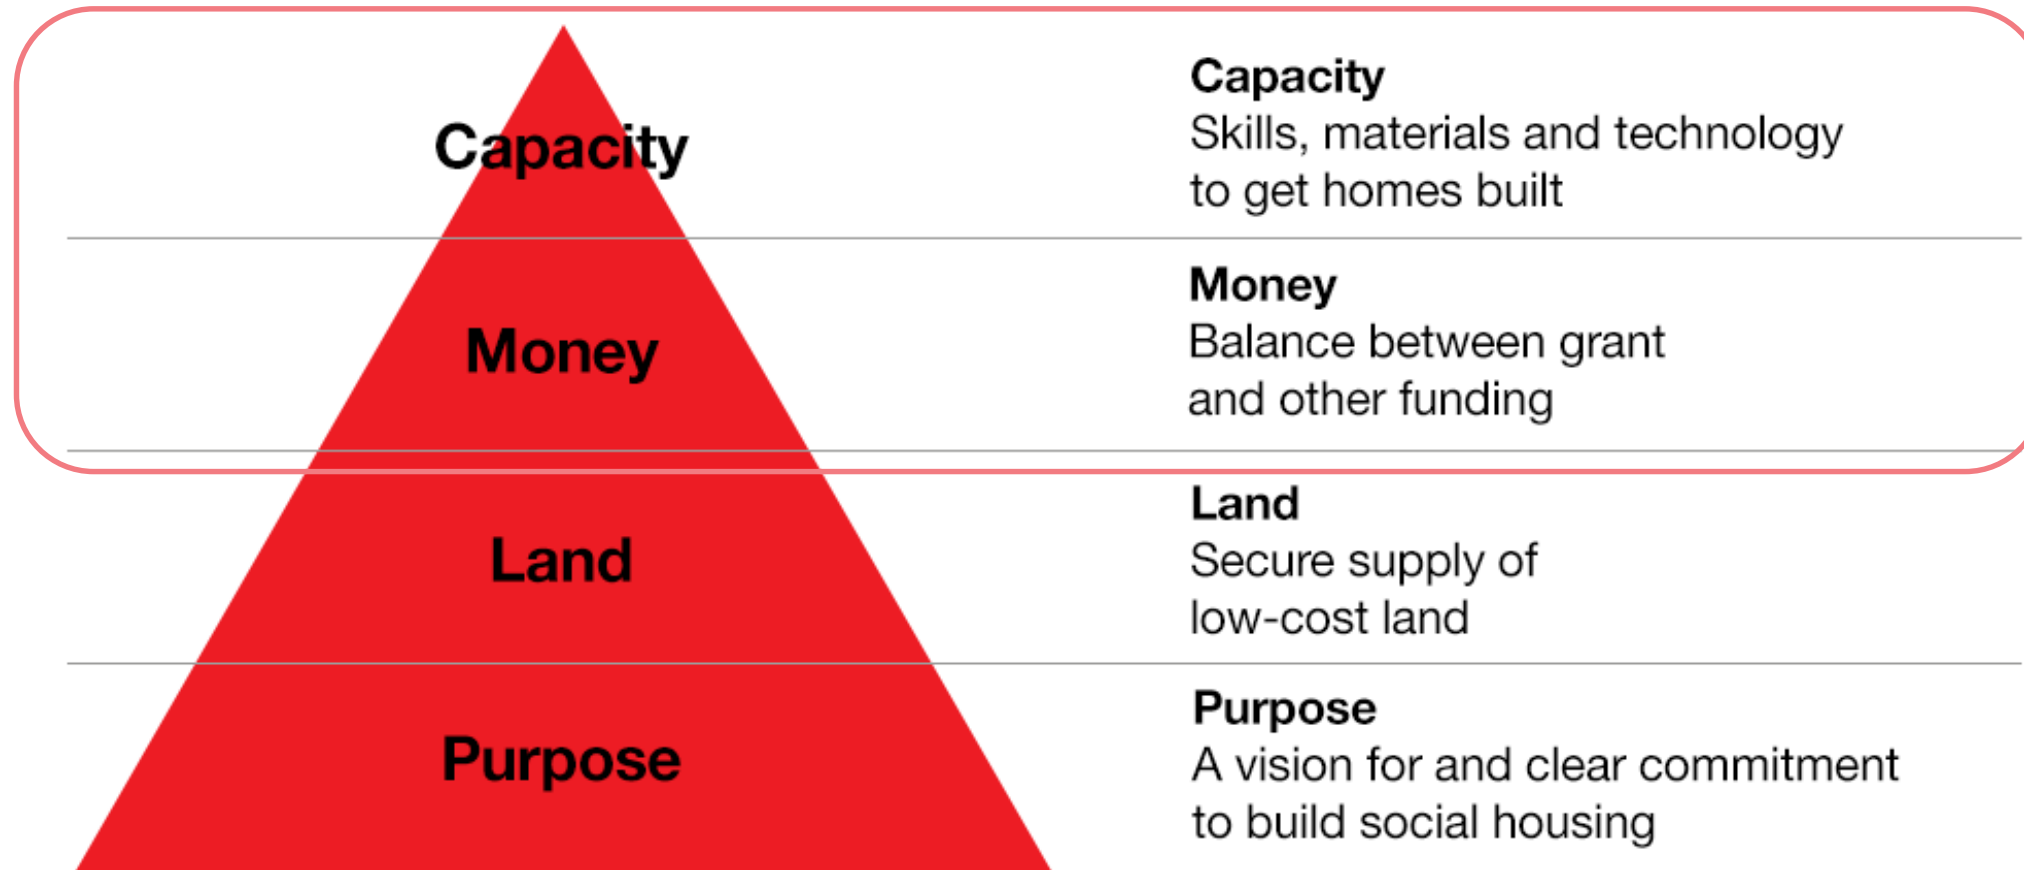 Capacity
Capacity
Skills, materials and technology
to get homes built
Money
Money
Balance between grant
and other funding
Land
Land
Secure supply of
low-cost land
Purpose
Purpose
A vision for and clear commitment
to build social housing